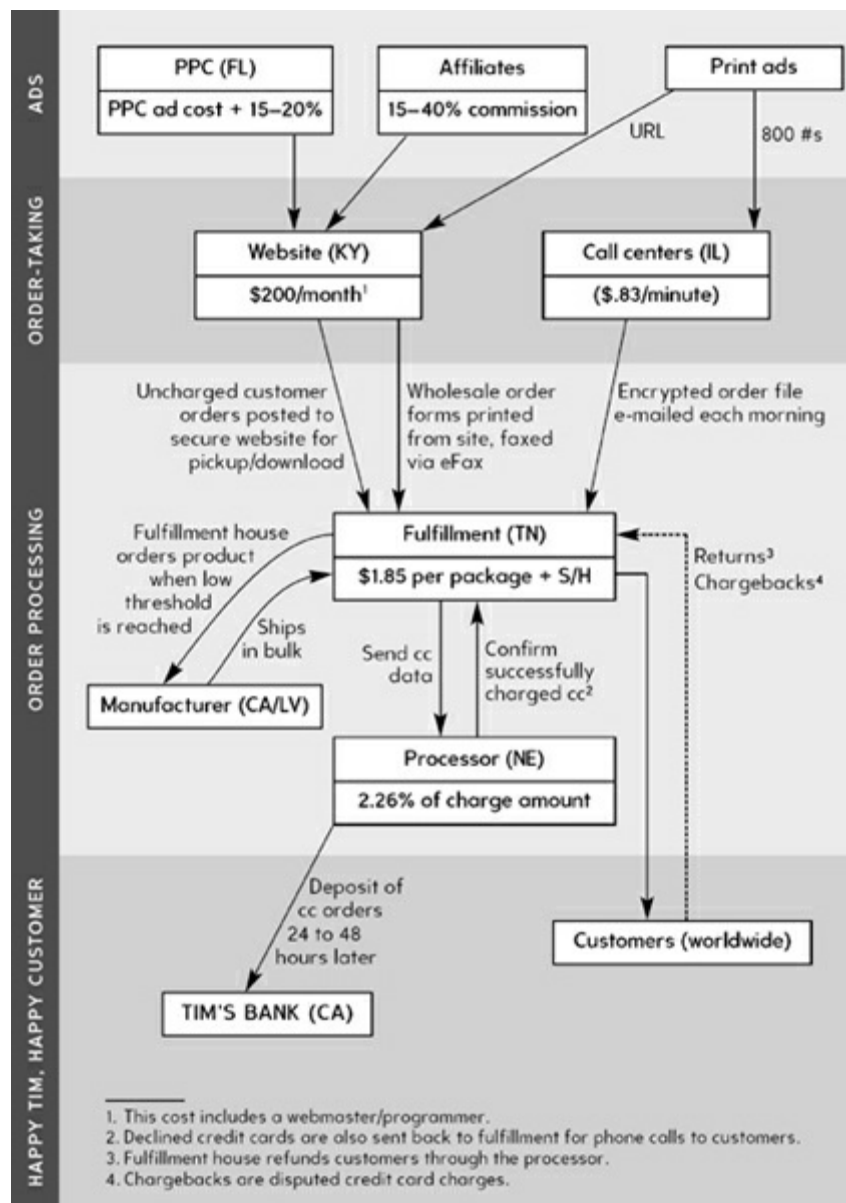 ADS
PPC (FL)
PPC ad cost + 15–20%
Affiliates
15–40% commission
Print ads
URL
800 #s
ORDER-TAKING
Website (KY)
$200/month¹
Call centers (IL)
($.83/minute)
ORDER PROCESSING
Uncharged customer
orders posted to
secure website for
pickup/download
Wholesale order
forms printed
from site, faxed
via eFax
Encrypted order file
e-mailed each morning
Fulfillment (TN)
$1.85 per package + S/H
Fulfillment house
orders product
when low
threshold
is reached
Ships
in bulk
Returns³
Chargebacks⁴
Send cc
data
Confirm
successfully
charged cc²
Manufacturer (CA/LV)
Processor (NE)
2.26% of charge amount
HAPPY TIM, HAPPY CUSTOMER
Deposit of
cc orders
24 to 48
hours later
Customers (worldwide)
TIM'S BANK (CA)
1. This cost includes a webmaster/programmer.
2. Declined credit cards are also sent back to fulfillment for phone calls to customers.
3. Fulfillment house refunds customers through the processor.
4. Chargebacks are disputed credit card charges.